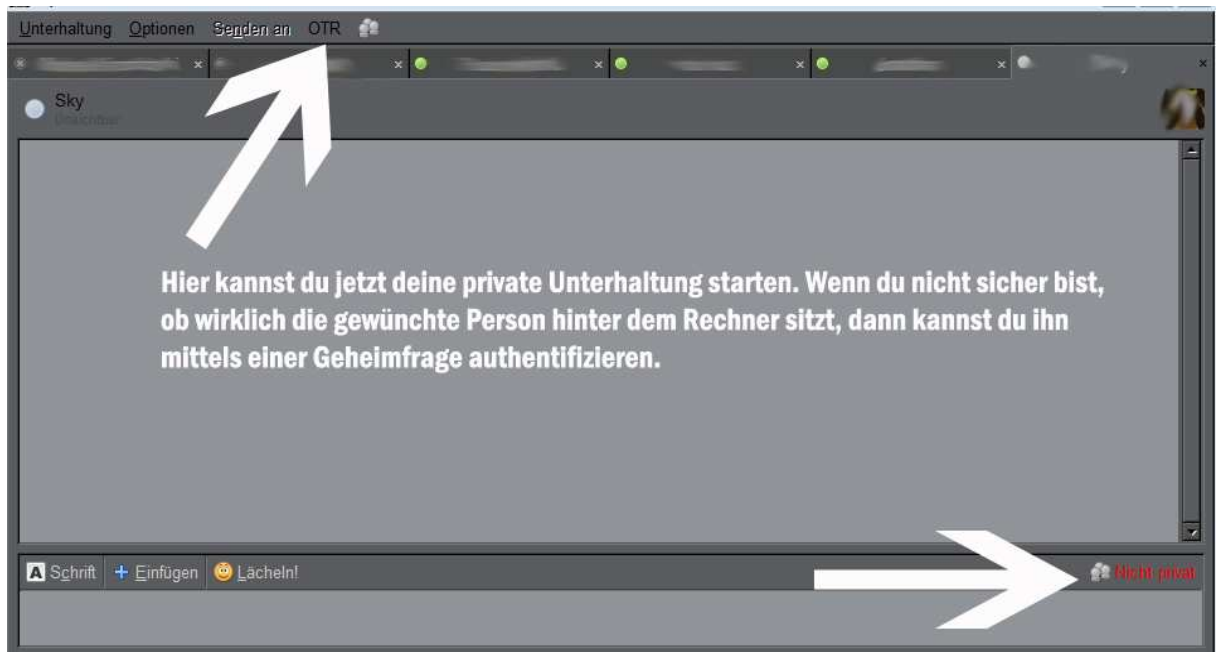 Unterhaltung Optionen Senden an OTR
Sky
Unsichtbar
Hier kannst du jetzt deine private Unterhaltung starten. Wenn du nicht sicher bist,
ob wirklich die gewünchte Person hinter dem Rechner sitzt, dann kannst du ihn
mittels einer Geheimfrage authentifizieren.
A Schrift Einfügen Lächeln! Nicht privat